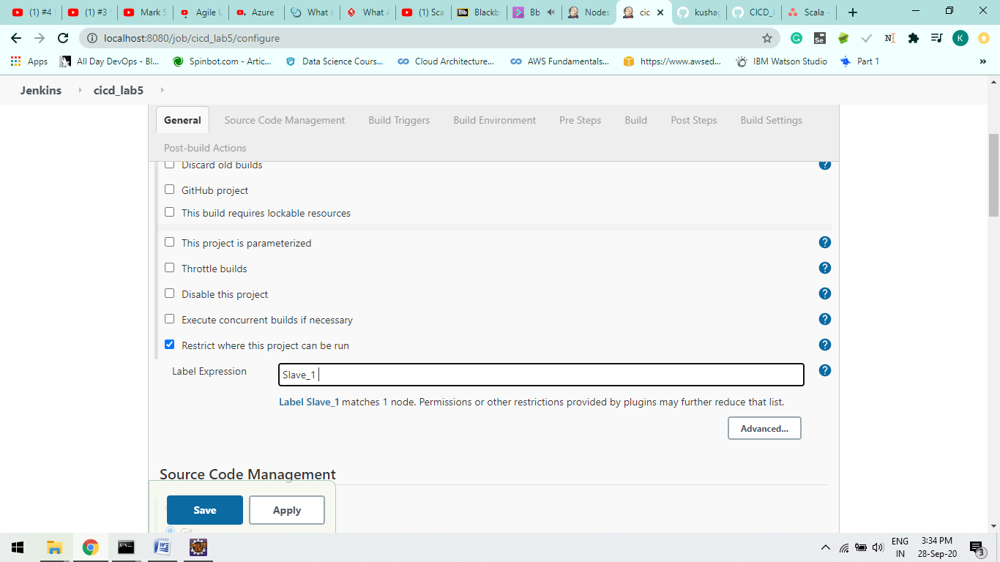 (1) #4
(1) #3
Mark S
Agile U
Azure
What i
What A
(1) Sca
Bb Blackb
Bb
Nodes
cic
kushag
CICD_L
Scala -
localhost:8080/job/cicd_lab5/configure
Se
N
K
Apps
All Day DevOps - Bl...
Spinbot.com - Artic...
Data Science Cours...
Cloud Architecture...
AWS Fundamentals...
https://www.awsed...
IBM Watson Studio
Part 1
»
Jenkins
cicd_lab5
General
Source Code Management
Build Triggers
Build Environment
Pre Steps
Build
Post Steps
Build Settings
Post-build Actions
Discard old builds
?
GitHub project
This build requires lockable resources
This project is parameterized
?
Throttle builds
?
Disable this project
?
Execute concurrent builds if necessary
?
Restrict where this project can be run
?
Label Expression
Slave_1
?
Label Slave_1 matches 1 node. Permissions or other restrictions provided by plugins may further reduce that list.
Advanced...
Source Code Management
Save
Apply
Git
Java EE
IDE
ENG
IN
3:34 PM
28-Sep-20
3